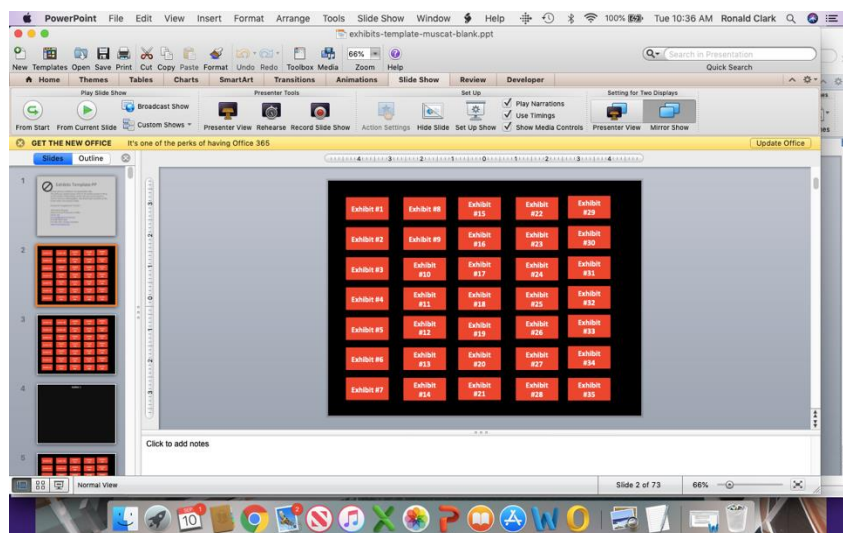 PowerPoint File Edit View Insert Format Arrange Tools Slide Show Window Help 100% Tue 10:36 AM Ronald Clark
exhibits-template-muscat-blank.ppt
66%
Search in Presentation
New Templates Open Save Print Cut Copy Paste Format Undo Redo Toolbox Media Zoom Help Quick Search
Home Themes Tables Charts SmartArt Transitions Animations Slide Show Review Developer
Play Slide Show Presenter Tools Set Up Setting for Two Displays
Broadcast Show
Custom Shows
From Start From Current Slide Presenter View Rehearse Record Slide Show Action Settings Hide Slide Set Up Show
Play Narrations
Use Timings
Show Media Controls
Presenter View Mirror Show
GET THE NEW OFFICE It's one of the perks of having Office 365 Update Office
Slides Outline
1
2
3
4
5
Exhibit #1 Exhibit #8 Exhibit #15 Exhibit #22 Exhibit #29
Exhibit #2 Exhibit #9 Exhibit #16 Exhibit #23 Exhibit #30
Exhibit #3 Exhibit #10 Exhibit #17 Exhibit #24 Exhibit #31
Exhibit #4 Exhibit #11 Exhibit #18 Exhibit #25 Exhibit #32
Exhibit #5 Exhibit #12 Exhibit #19 Exhibit #26 Exhibit #33
Exhibit #6 Exhibit #13 Exhibit #20 Exhibit #27 Exhibit #34
Exhibit #7 Exhibit #14 Exhibit #21 Exhibit #28 Exhibit #35
Click to add notes
Normal View Slide 2 of 73 66%
10